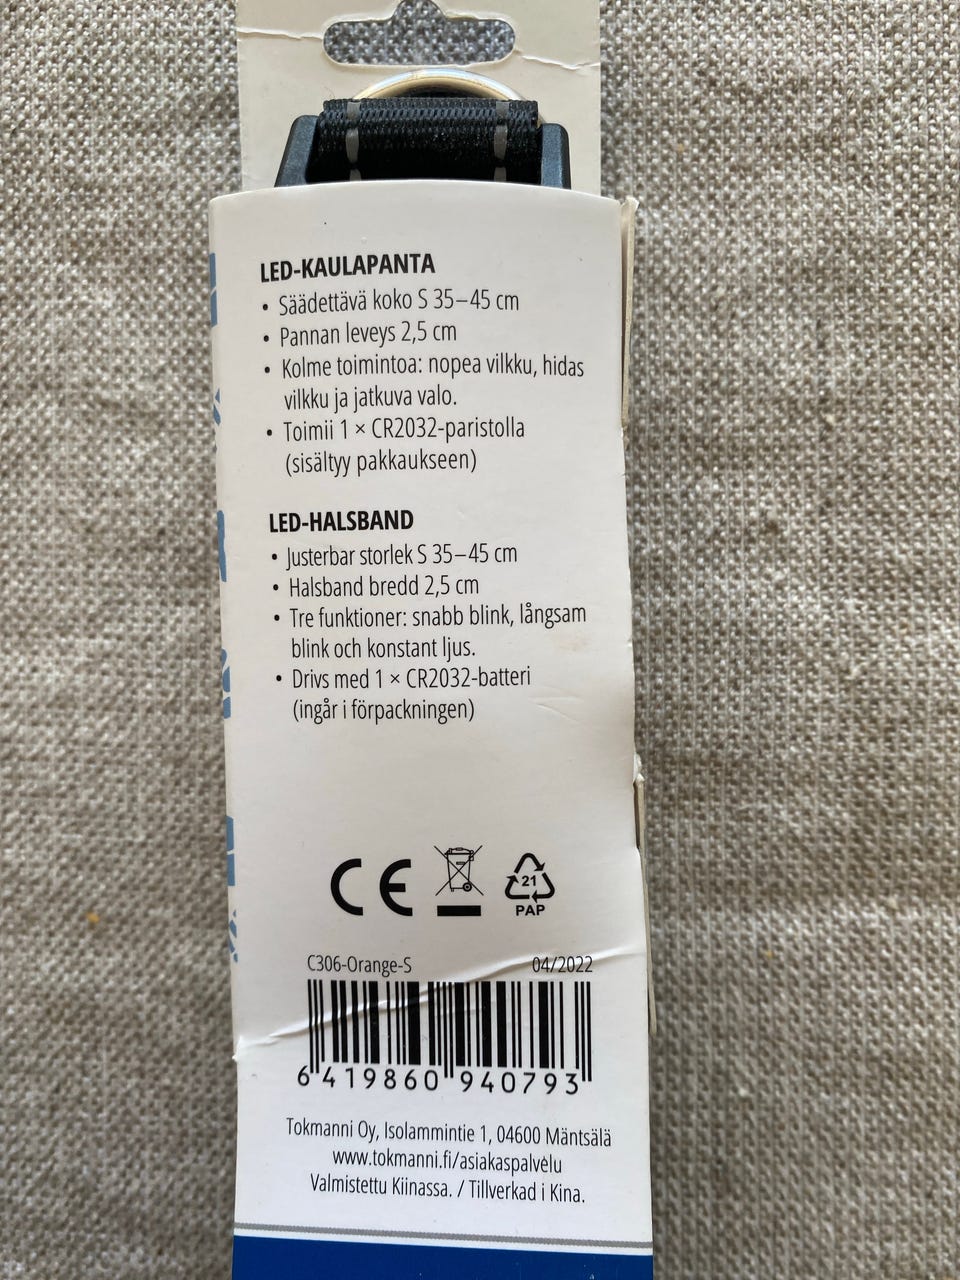 LED-KAULAPANTA
• Säädettävä koko S 35–45 cm
• Pannan leveys 2,5 cm
• Kolme toimintoa: nopea vilkku, hidas
vilkku ja jatkuva valo.
• Toimii 1 × CR2032-paristolla
(sisältyy pakkaukseen)
LED-HALSBAND
• Justerbar storlek S 35–45 cm
• Halsband bredd 2,5 cm
• Tre funktioner: snabb blink, långsam
blink och konstant ljus.
• Drivs med 1 × CR2032-batteri
(ingår i förpackningen)
CE
21
PAP
C306-Orange-S 04/2022
6 419860 940793
Tokmanni Oy, Isolammintie 1, 04600 Mäntsälä
www.tokmanni.fi/asiakaspalvelu
Valmistettu Kiinassa. / Tillverkad i Kina.